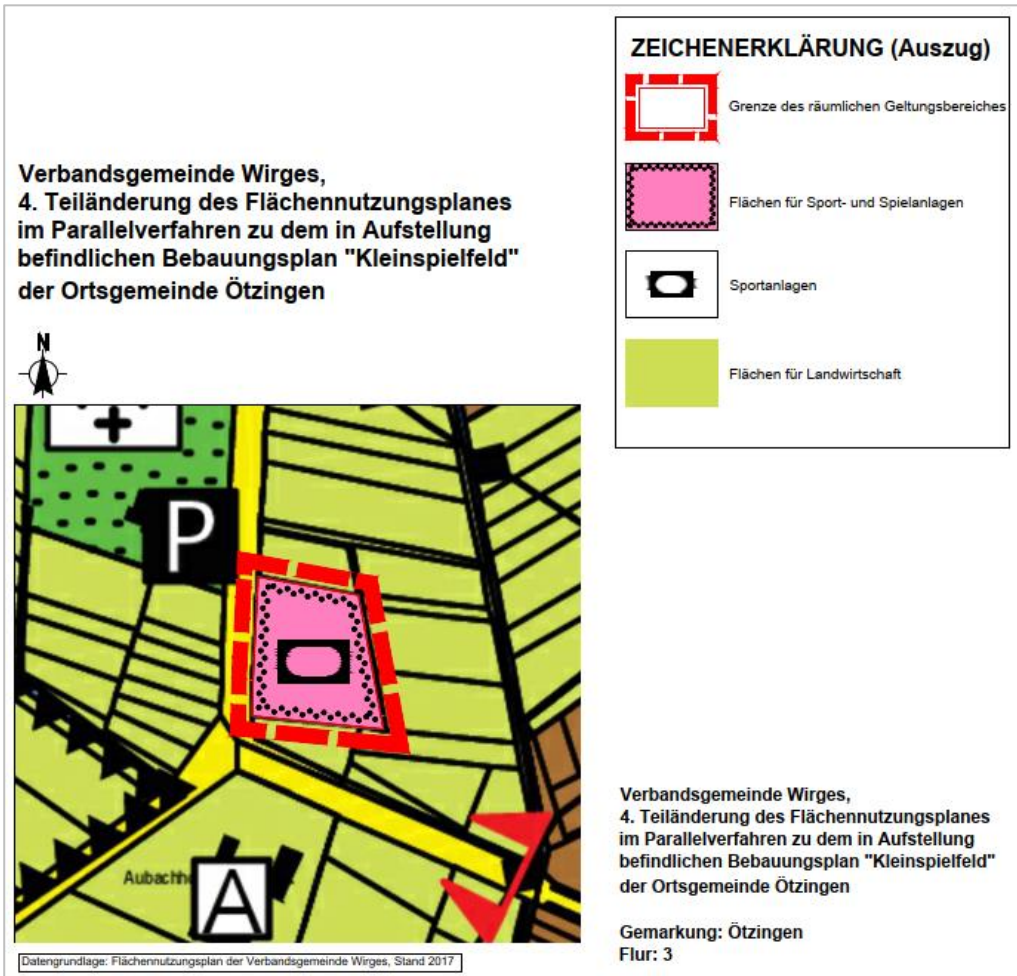 Verbandsgemeinde Wirges,
4. Teiländerung des Flächennutzungsplanes
im Parallelverfahren zu dem in Aufstellung
befindlichen Bebauungsplan "Kleinspielfeld"
der Ortsgemeinde Ötzingen
ZEICHENERKLÄRUNG (Auszug)
Grenze des räumlichen Geltungsbereiches
Flächen für Sport- und Spielanlagen
Sportanlagen
Flächen für Landwirtschaft
N
P
A
Datengrundlage: Flächennutzungsplan der Verbandsgemeinde Wirges, Stand 2017
Verbandsgemeinde Wirges,
4. Teiländerung des Flächennutzungsplanes
im Parallelverfahren zu dem in Aufstellung
befindlichen Bebauungsplan "Kleinspielfeld"
der Ortsgemeinde Ötzingen
Gemarkung: Ötzingen
Flur: 3